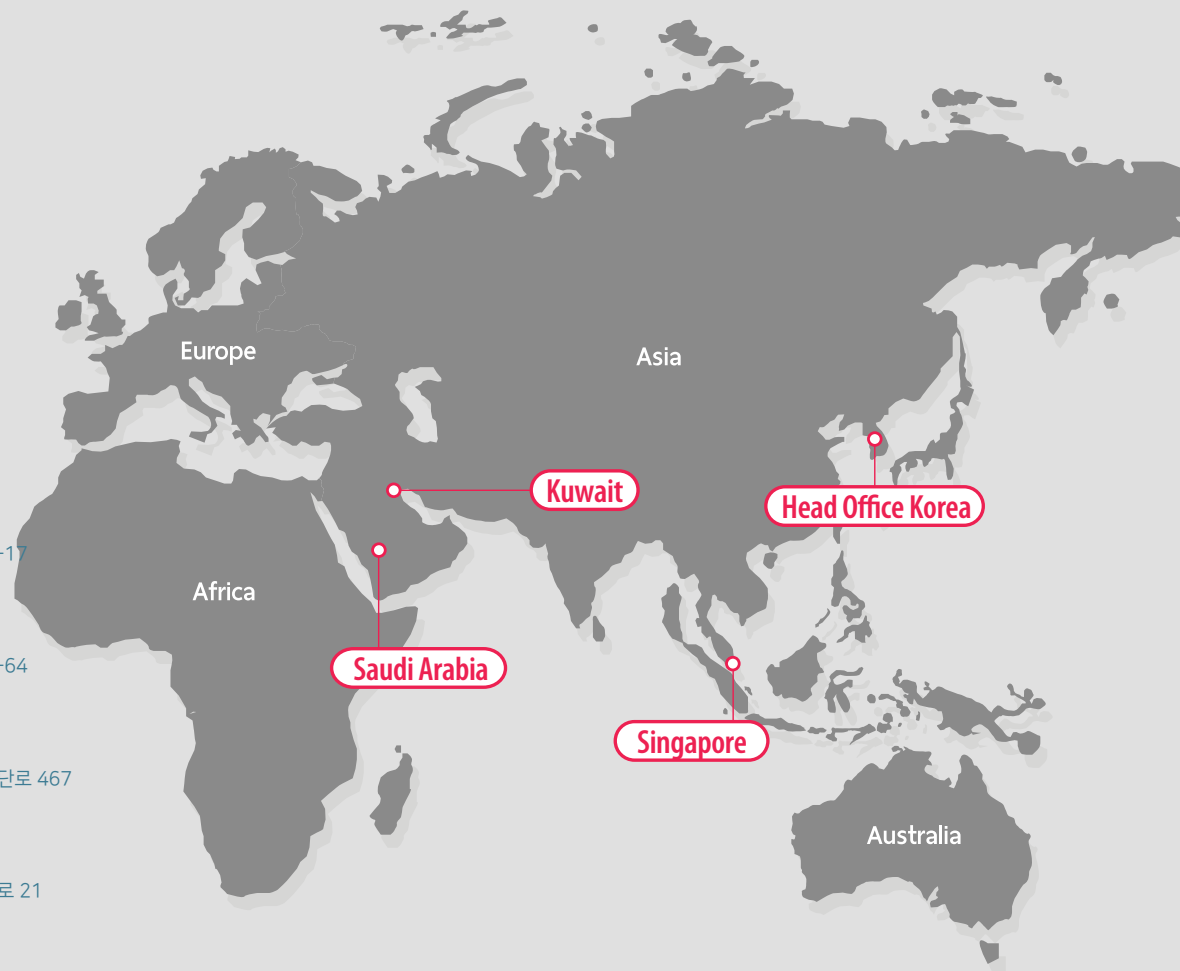 Europe
Asia
Kuwait
Head Office Korea
-17
Africa
-64
Saudi Arabia
Singapore
단로 467
Australia
로 21